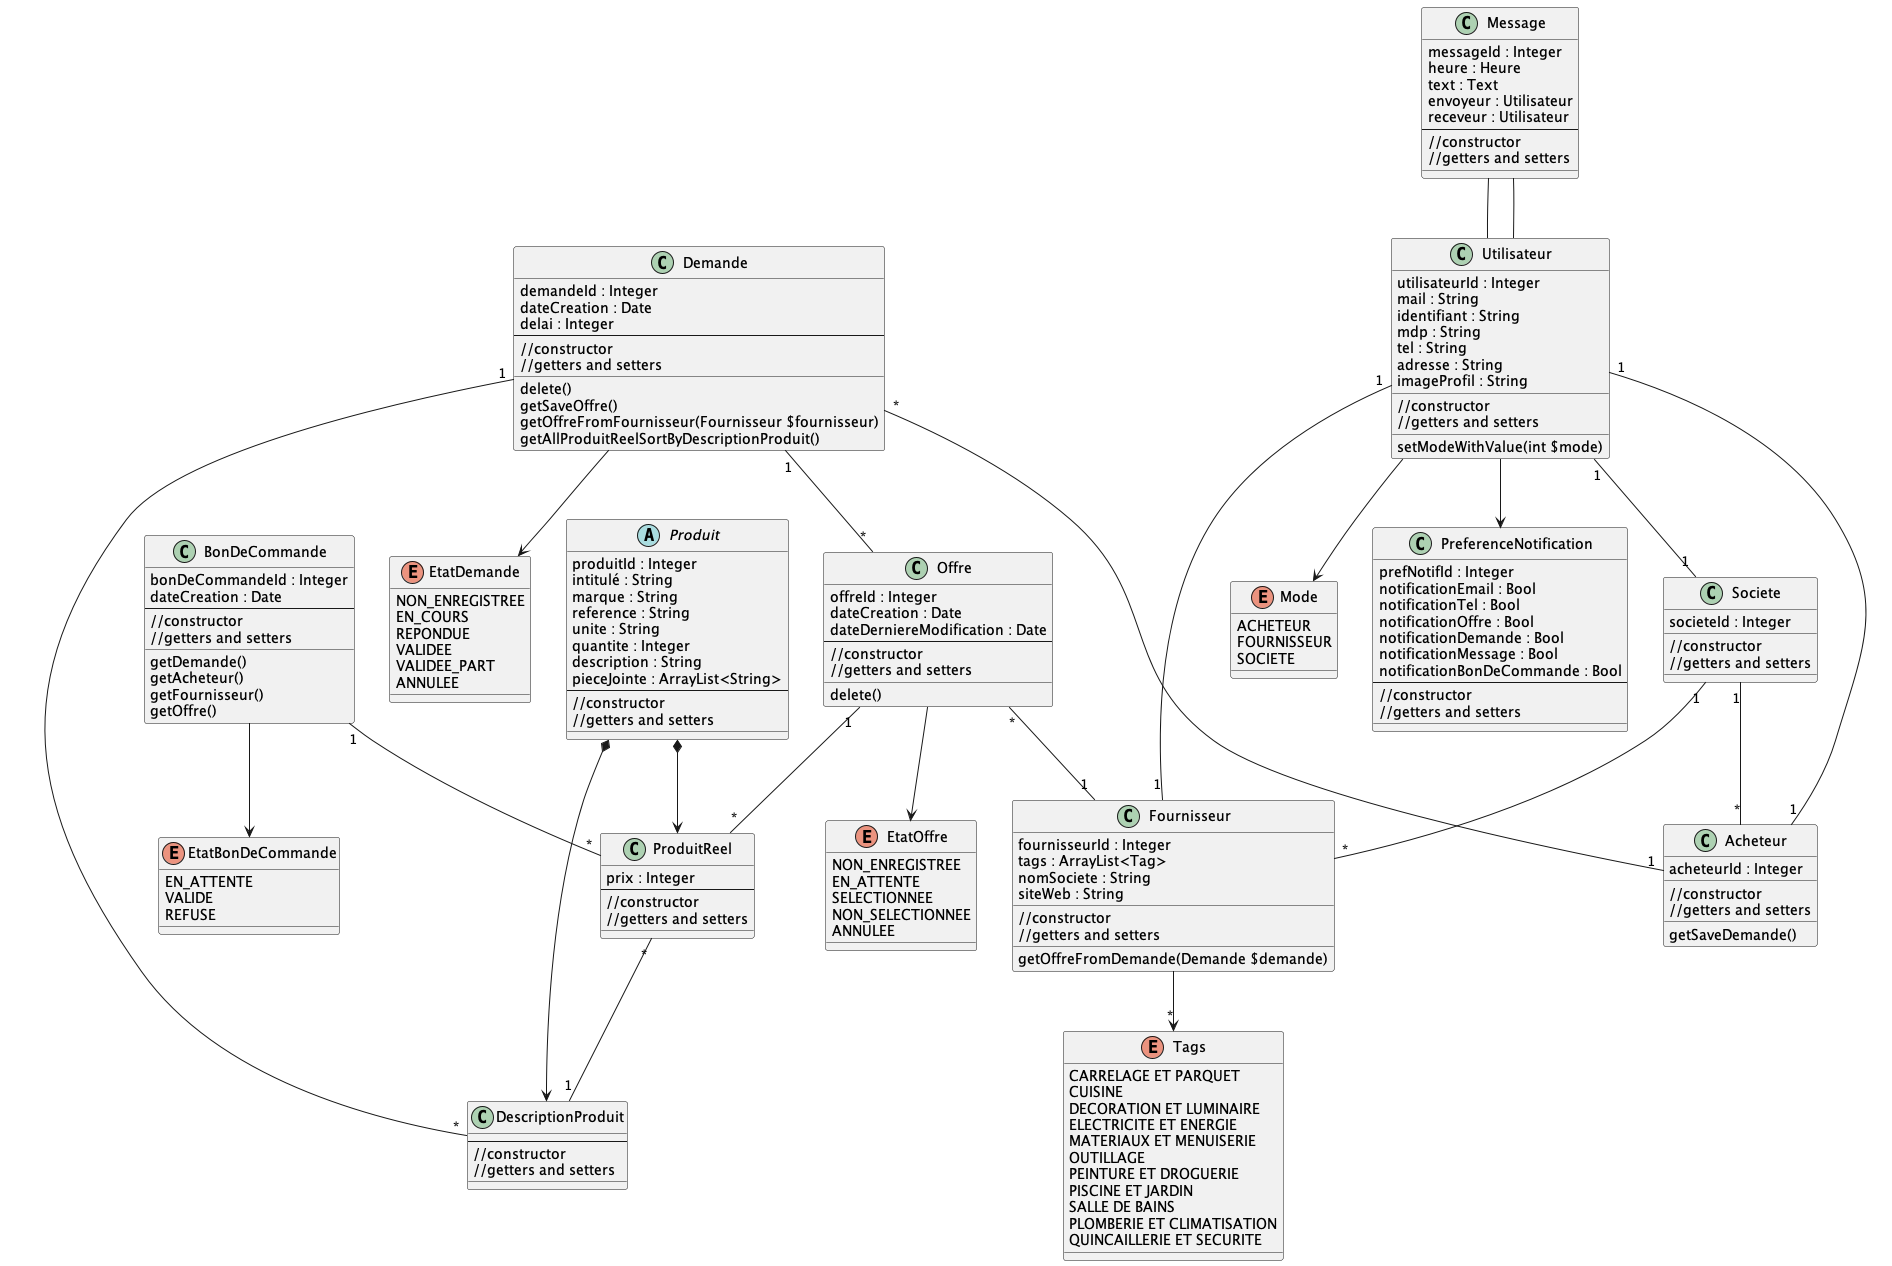 C Message
messageId : Integer
heure : Heure
text : Text
envoyeur : Utilisateur
receveur : Utilisateur
//constructor
//getters and setters
C Utilisateur
utilisateurId : Integer
mail : String
identifiant : String
mdp : String
tel : String
adresse : String
imageProfil : String
//constructor
//getters and setters
setModeWithValue(int $mode)
1
1
1
C Demande
demandeId : Integer
dateCreation : Date
delai : Integer
//constructor
//getters and setters
delete()
getSaveOffre()
getOffreFromFournisseur(Fournisseur $fournisseur)
getAllProduitReelSortByDescriptionProduit()
1
*
1
*
C BonDeCommande
bonDeCommandeId : Integer
dateCreation : Date
//constructor
//getters and setters
getDemande()
getAcheteur()
getFournisseur()
getOffre()
1
E EtatDemande
NON_ENREGISTREE
EN_COURS
REPONDUE
VALIDEE
VALIDEE_PART
ANNULEE
A Produit
produitId : Integer
intitulé : String
marque : String
reference : String
unite : String
quantite : Integer
description : String
pieceJointe : ArrayList<String>
//constructor
//getters and setters
C Offre
offreId : Integer
dateCreation : Date
dateDerniereModification : Date
//constructor
//getters and setters
delete()
1
*
E Mode
ACHETEUR
FOURNISSEUR
SOCIETE
C PreferenceNotification
prefNotifId : Integer
notificationEmail : Bool
notificationTel : Bool
notificationOffre : Bool
notificationDemande : Bool
notificationMessage : Bool
notificationBonDeCommande : Bool
//constructor
//getters and setters
1
C Societe
societeId : Integer
//constructor
//getters and setters
1
1
E EtatBonDeCommande
EN_ATTENTE
VALIDE
REFUSE
*
*
C ProduitReel
prix : Integer
//constructor
//getters and setters
*
E EtatOffre
NON_ENREGISTREE
EN_ATTENTE
SELECTIONNEE
NON_SELECTIONNEE
ANNULEE
1
1
C Fournisseur
fournisseurId : Integer
tags : ArrayList<Tag>
nomSociete : String
siteWeb : String
//constructor
//getters and setters
getOffreFromDemande(Demande $demande)
*
*
1
1
*
C Acheteur
acheteurId : Integer
//constructor
//getters and setters
getSaveDemande()
1
*
C DescriptionProduit
//constructor
//getters and setters
E Tags
CARRELAGE ET PARQUET
CUISINE
DECORATION ET LUMINAIRE
ELECTRICITE ET ENERGIE
MATERIAUX ET MENUISERIE
OUTILLAGE
PEINTURE ET DROGUERIE
PISCINE ET JARDIN
SALLE DE BAINS
PLOMBERIE ET CLIMATISATION
QUINCAILLERIE ET SECURITE